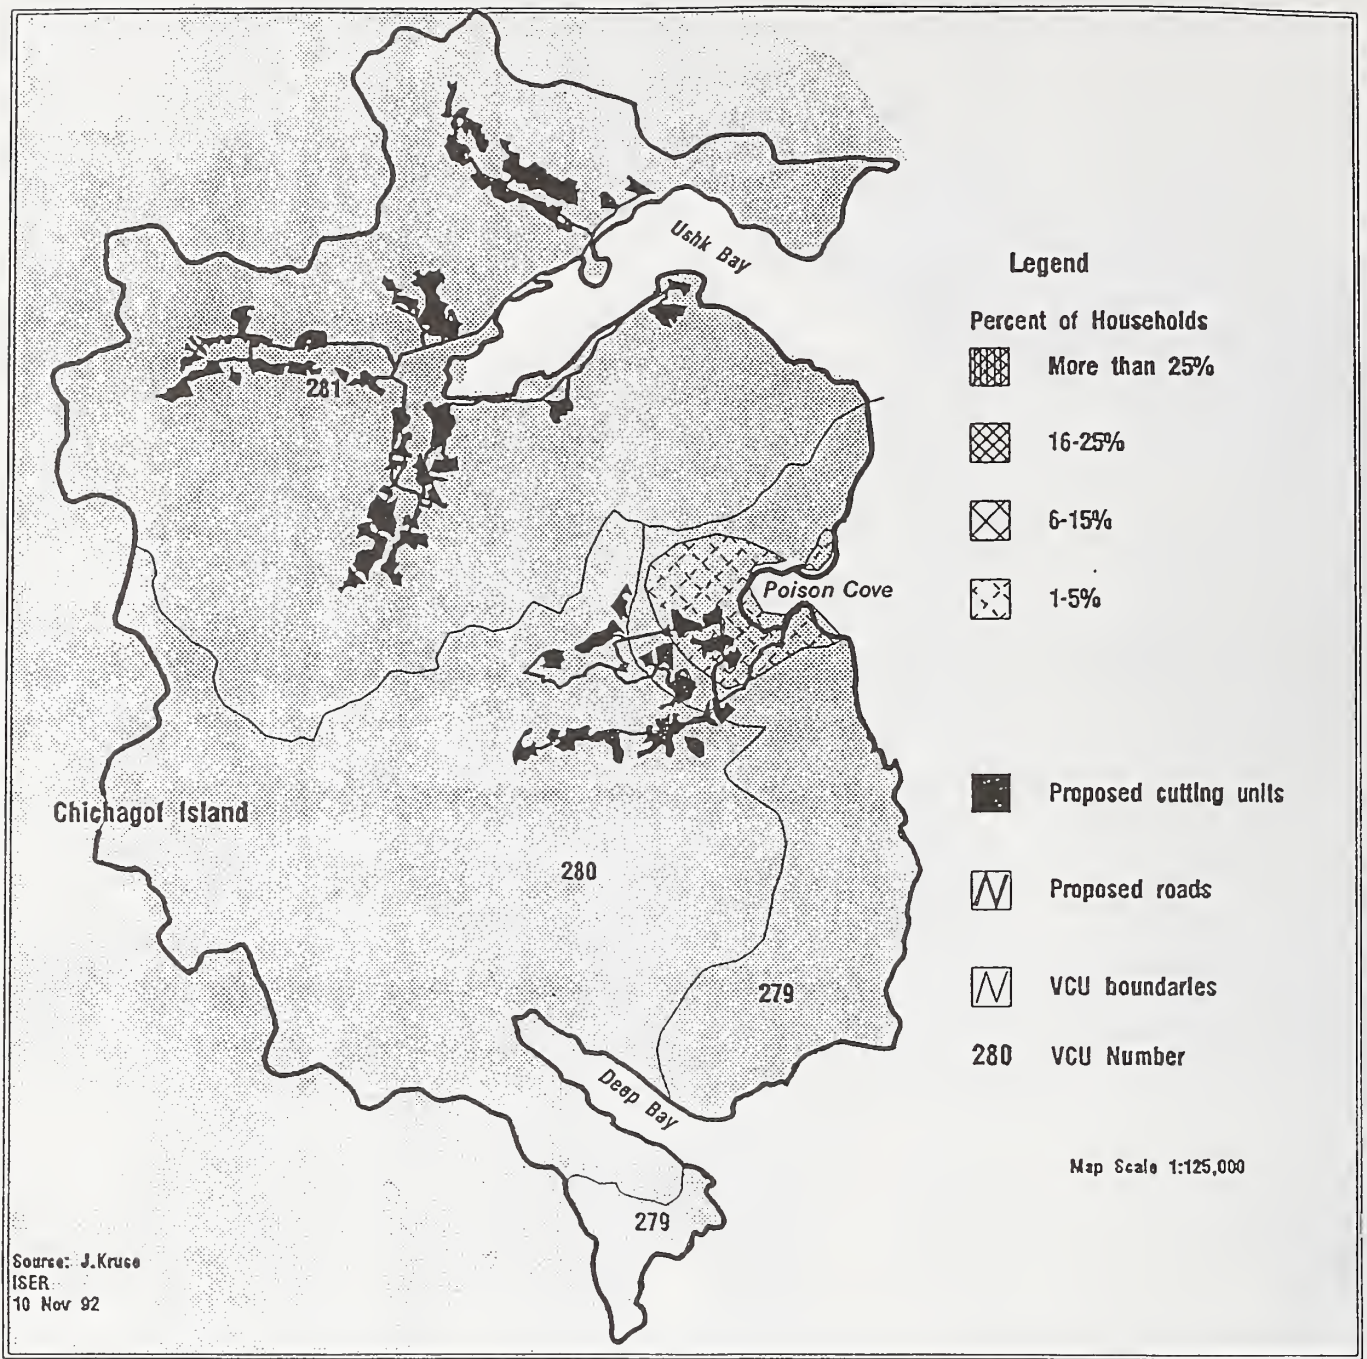 Ushk Bay
Legend
Percent of Households
More than 25%
281
16-25%
6-15%
Poison Cove
1-5%
Proposed cutting units
Chichagof Island
280
Proposed roads
279
VCU boundaries
280 VCU Number
Deep Bay
Map Scale 1:125,000
279
Source: J.Kruse
ISER
10 Nov 92